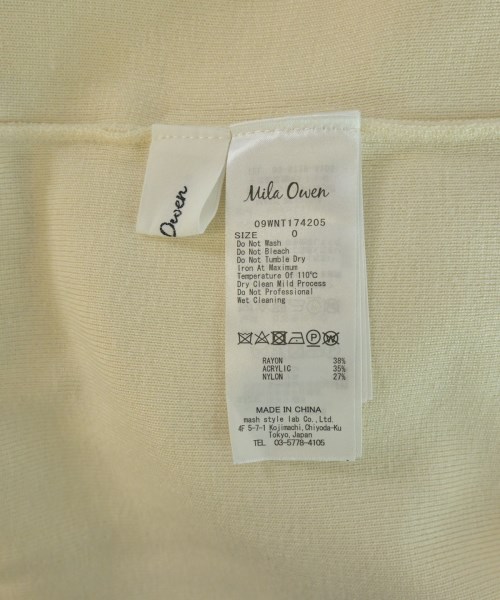 Owen
Mila Owen
09WNT174205
SIZE 0
Do Not Wash
Do Not Bleach
Do Not Tumble Dry
Iron At Maximum
Temperature Of 110℃
Dry Clean Mild Process
Do Not Professional
Wet Cleaning
RAYON 38%
ACRYLIC 35%
NYLON 27%
MADE IN CHINA
mash style lab Co.,Ltd.
4F 5-7-1 Kojimachi,Chiyoda-Ku
Tokyo,Japan
TEL 03-5778-4105